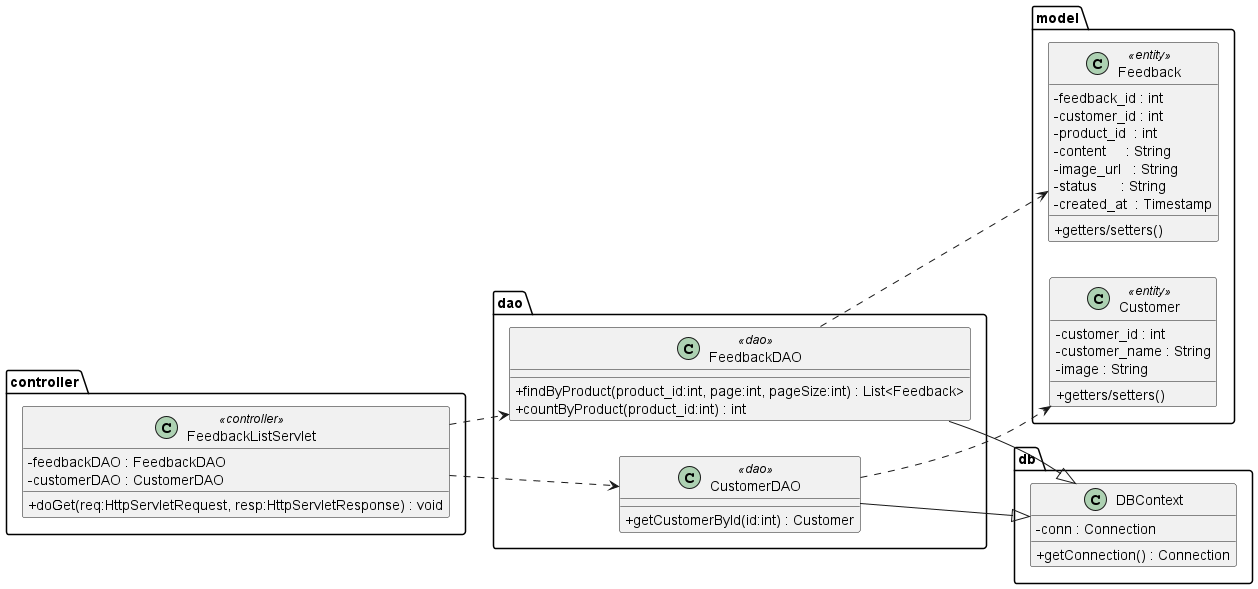 model
C
«entity»
Feedback
-feedback_id : int
-customer_id : int
-product_id : int
-content : String
-image_url : String
-status : String
-created_at : Timestamp
+getters/setters()
C
«entity»
Customer
-customer_id : int
-customer_name : String
-image : String
+getters/setters()
dao
C
«dao»
FeedbackDAO
+findByProduct(product_id:int, page:int, pageSize:int) : List<Feedback>
+countByProduct(product_id:int) : int
C
«dao»
CustomerDAO
+getCustomerById(id:int) : Customer
controller
C
«controller»
FeedbackListServlet
-feedbackDAO : FeedbackDAO
-customerDAO : CustomerDAO
+doGet(req:HttpServletRequest, resp:HttpServletResponse) : void
db
C
DBContext
-conn : Connection
+getConnection() : Connection